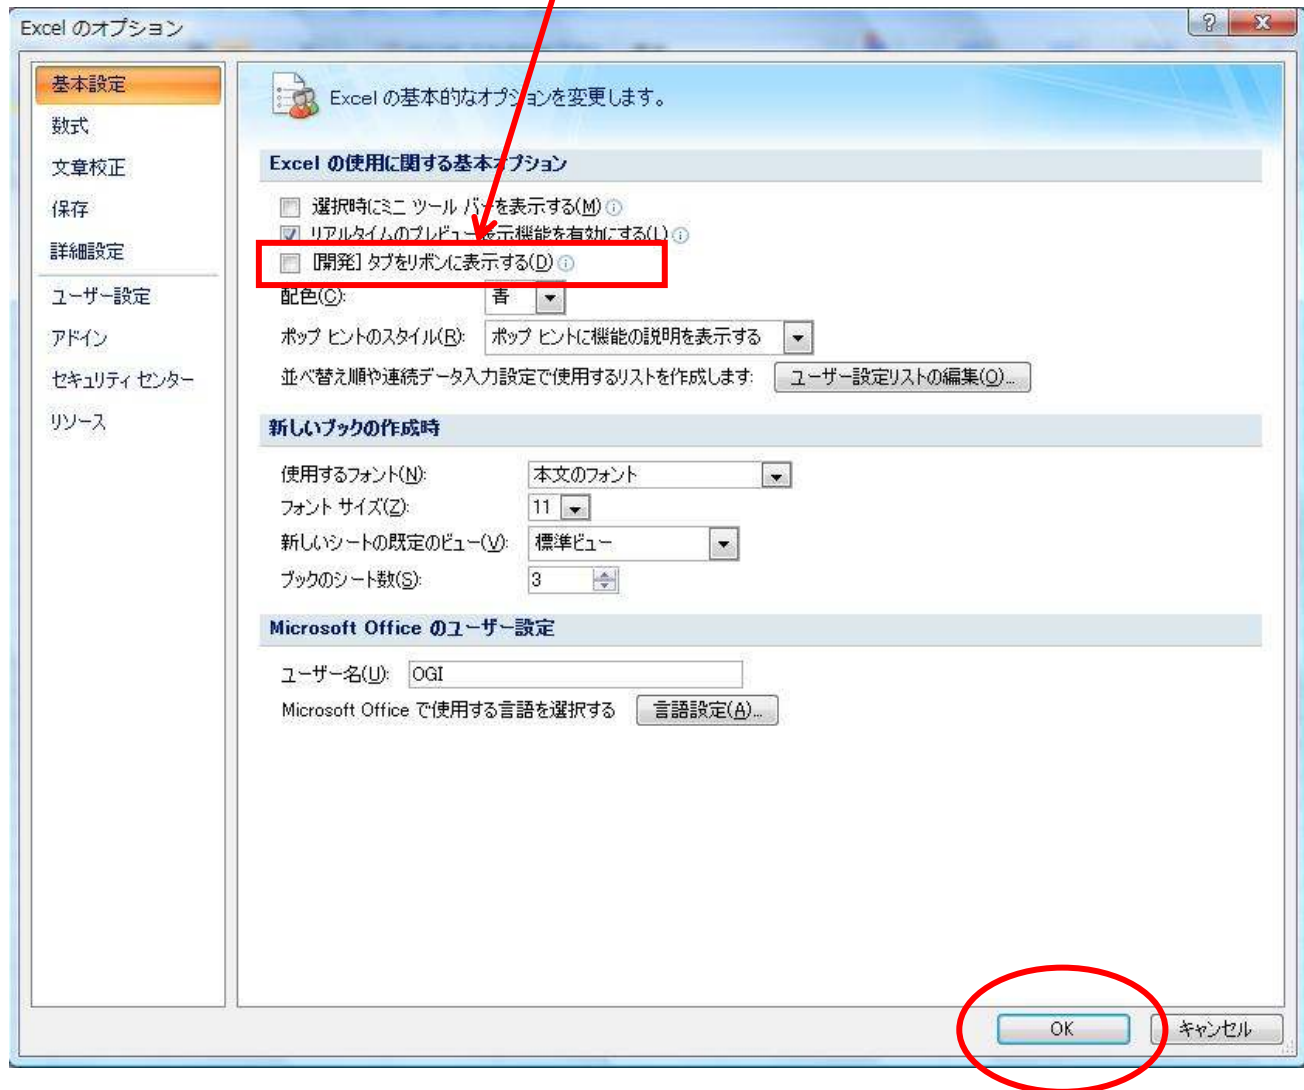 Excel のオプション
基本設定
数式
文章校正
保存
詳細設定
ユーザー設定
アドイン
セキュリティ センター
リソース
Excel の基本的なオプションを変更します。
Excel の使用に関する基本オプション
選択時にミニ ツール バーを表示する(M)
リアルタイムのプレビュー表示機能を有効にする(L)
[開発] タブをリボンに表示する(D)
配色(C): 青
ポップ ヒントのスタイル(R): ポップ ヒントに機能の説明を表示する
並べ替え順や連続データ入力設定で使用するリストを作成します: ユーザー設定リストの編集(O)...
新しいブックの作成時
使用するフォント(N): 本文のフォント
フォント サイズ(Z): 11
新しいシートの既定のビュー(V): 標準ビュー
ブックのシート数(S): 3
Microsoft Office のユーザー設定
ユーザー名(U): OGI
Microsoft Office で使用する言語を選択する 言語設定(A)...
OK キャンセル